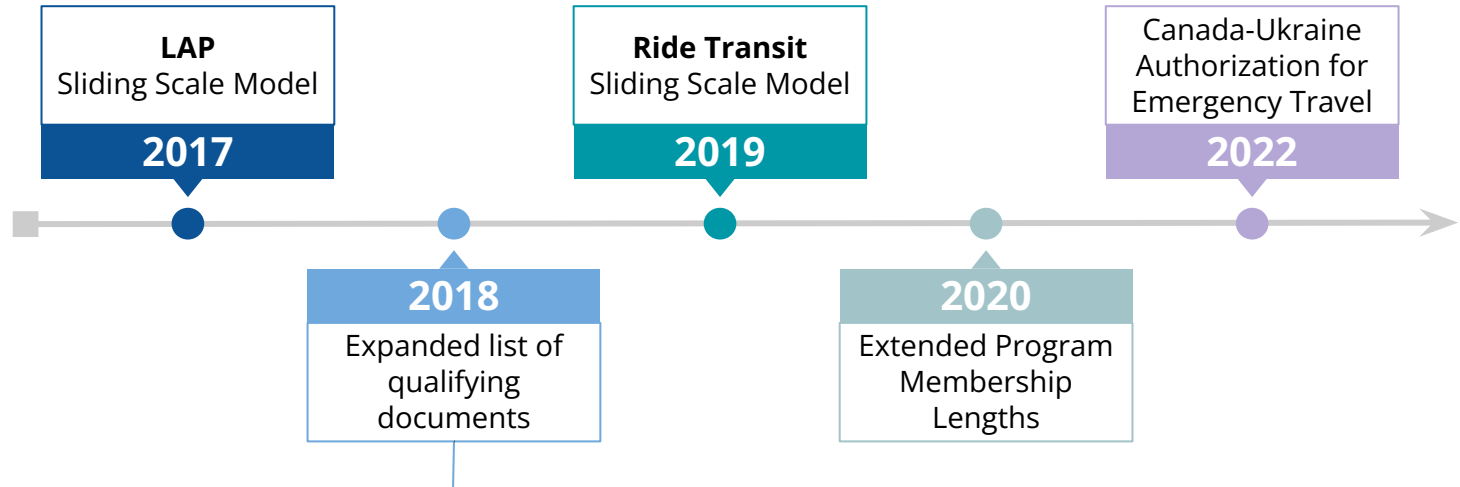 LAP
Sliding Scale Model
2017
2018
Expanded list of
qualifying
documents
Ride Transit
Sliding Scale Model
2019
2020
Extended Program
Membership
Lengths
Canada-Ukraine
Authorization for
Emergency Travel
2022